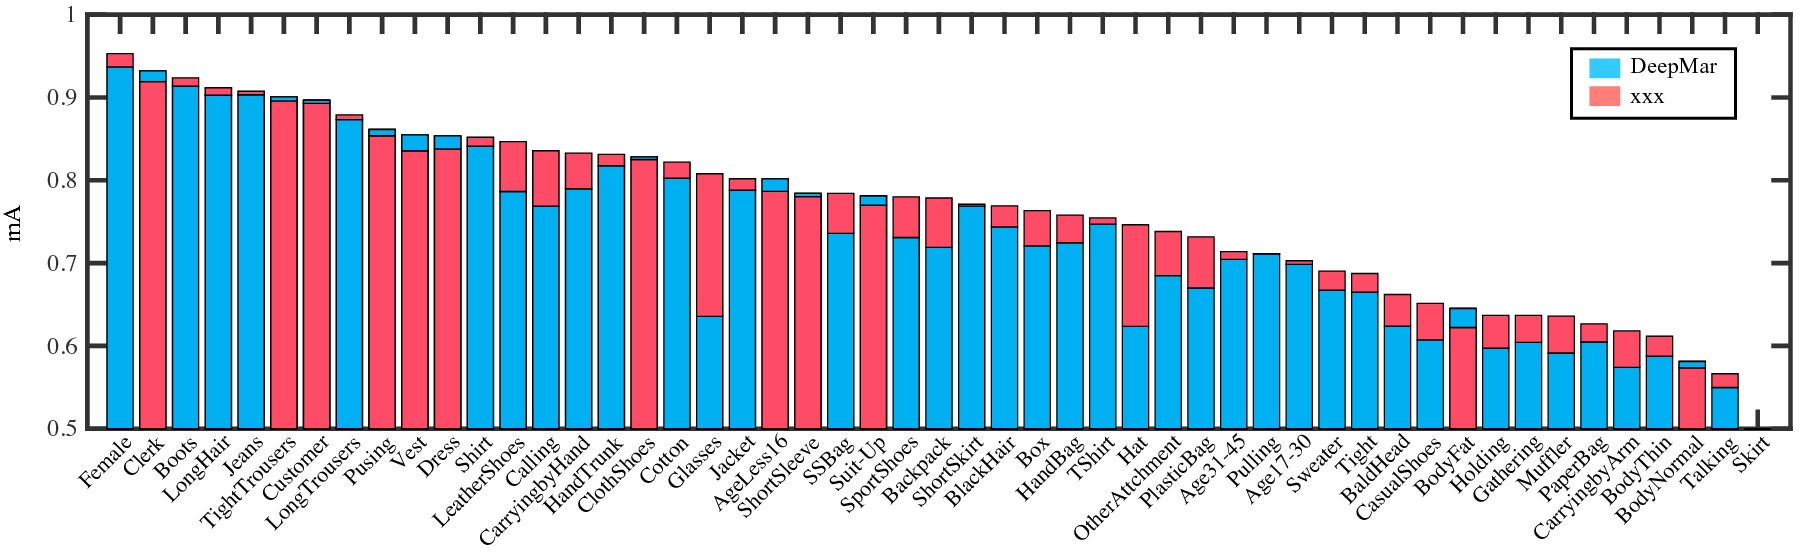 1
0.9
0.8
0.7
0.6
0.5
mA
DeepMar
xxx
Female
Clerk
Boots
LongHair
Jeans
TightTrousers
Customer
LongTrousers
Pusing
Vest
Dress
Shirt
LeatherShoes
Calling
CarryingbyHand
HandTrunk
ClothShoes
Cotton
Glasses
Jacket
AgeLess16
ShortSleeve
SSBag
Suit-Up
SportShoes
Backpack
ShortSkirt
BlackHair
Box
HandBag
TShirt
Hat
OtherAttchment
PlasticBag
Age31-45
Pulling
Age17-30
Sweater
Tight
BaldHead
CasualShoes
BodyFat
Holding
Gathering
Muffler
PaperBag
CarryingbyArm
BodyThin
BodyNormal
Talking
Skirt